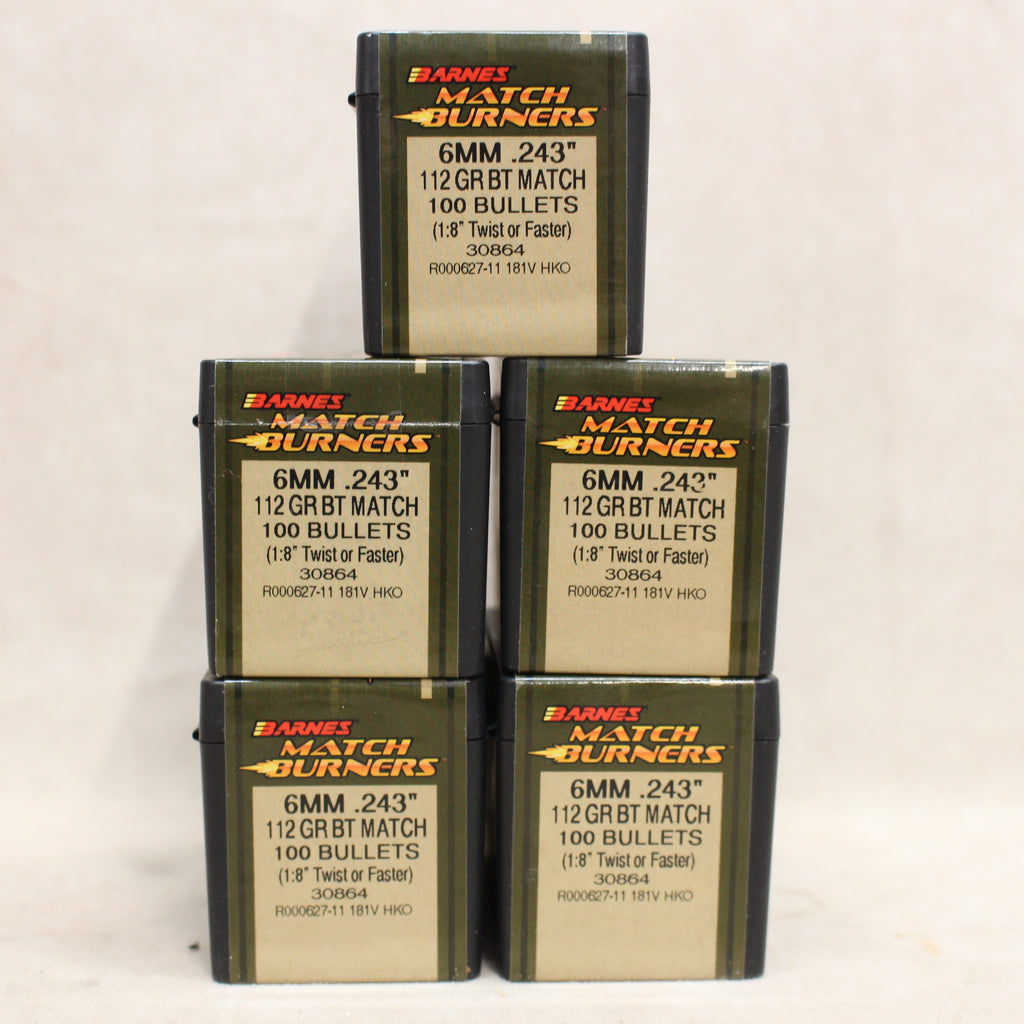 BARNES
MATCH
BURNERS™
6MM .243"
112 GR BT MATCH
100 BULLETS
(1:8" Twist or Faster)
30864
R000627-11 181V HKO
BARNES
MATCH
BURNERS™
6MM .243"
112 GR BT MATCH
100 BULLETS
(1:8" Twist or Faster)
30864
R000627-11 181V HKO
BARNES
MATCH
BURNERS™
6MM .243"
112 GR BT MATCH
100 BULLETS
(1:8" Twist or Faster)
30864
R000627-11 181V HKO
BARNES
MATCH
BURNERS™
6MM .243"
112 GR BT MATCH
100 BULLETS
(1:8" Twist or Faster)
30864
R000627-11 181V HKO
BARNES
MATCH
BURNERS™
6MM .243"
112 GR BT MATCH
100 BULLETS
(1:8" Twist or Faster)
30864
R000627-11 181V HKO